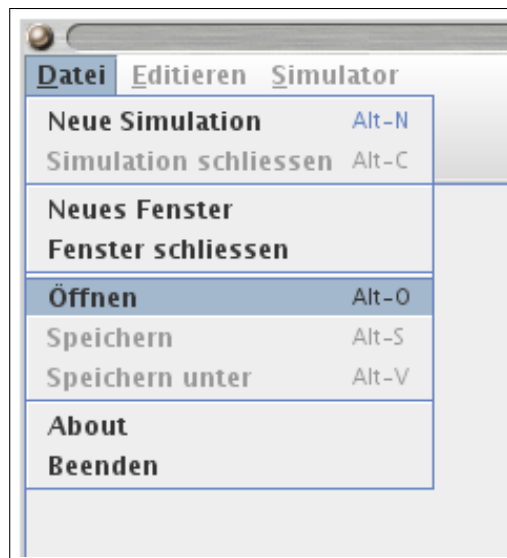 Datei Editieren Simulator
Neue Simulation Alt-N
Simulation schliessen Alt-C
Neues Fenster
Fenster schliessen
Öffnen Alt-O
Speichern Alt-S
Speichern unter Alt-V
About
Beenden